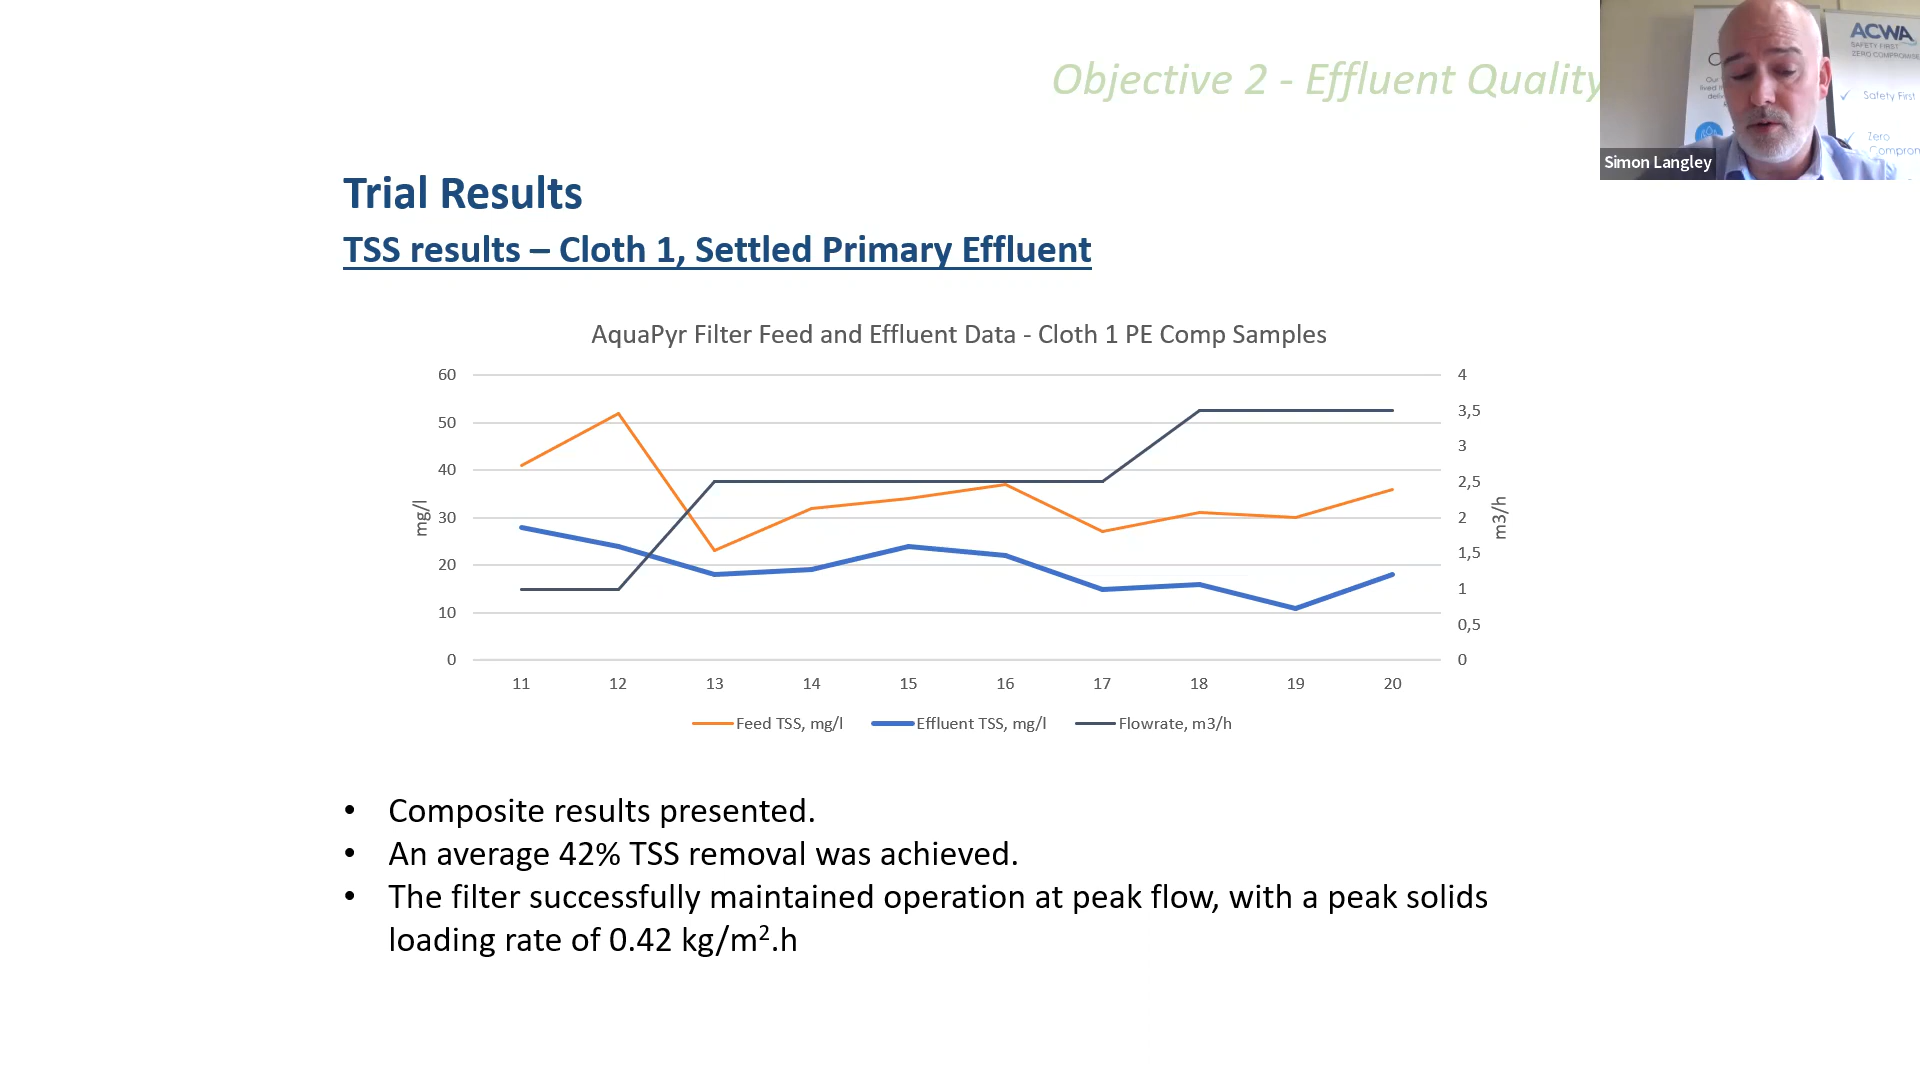 Objective 2 - Effluent Quality
ACWA
SAFETY FIRST
ZERO COMPROMISE
Safety First
Zero
Simon Langley
Trial Results
TSS results – Cloth 1, Settled Primary Effluent
AquaPyr Filter Feed and Effluent Data - Cloth 1 PE Comp Samples
60
50
40
30
20
10
0
mg/l
4
3,5
3
2,5
2
1,5
1
0,5
0
m3/h
11 12 13 14 15 16 17 18 19 20
Feed TSS, mg/l Effluent TSS, mg/l Flowrate, m3/h
• Composite results presented.
• An average 42% TSS removal was achieved.
• The filter successfully maintained operation at peak flow, with a peak solids
loading rate of 0.42 kg/m².h